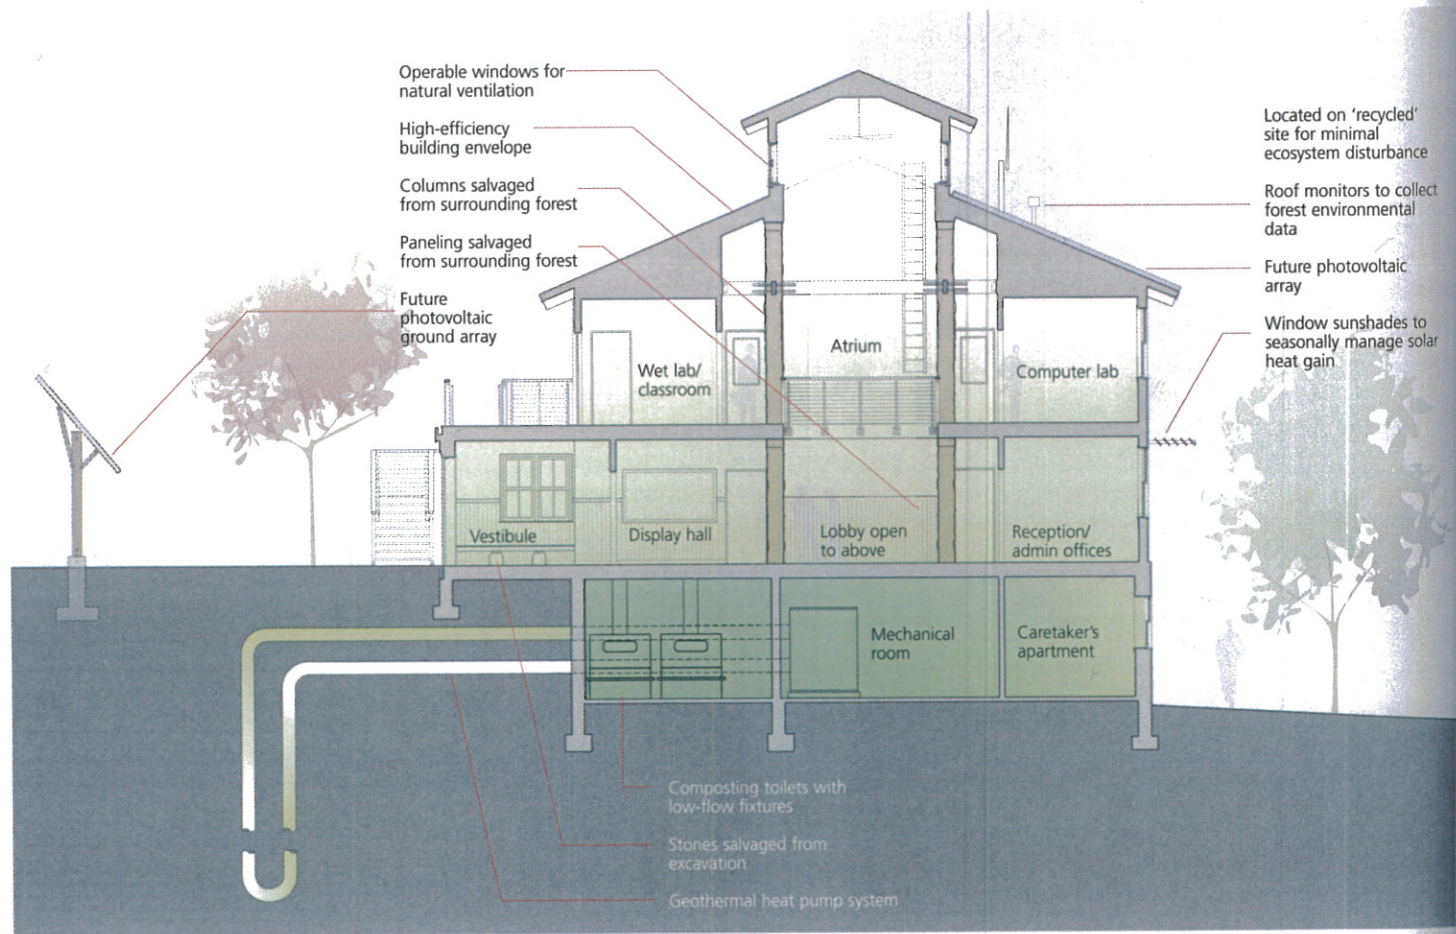 Operable windows for
natural ventilation
High-efficiency
building envelope
Columns salvaged
from surrounding forest
Paneling salvaged
from surrounding forest
Future
photovoltaic
ground array
Located on 'recycled'
site for minimal
ecosystem disturbance
Roof monitors to collect
forest environmental
data
Future photovoltaic
array
Window sunshades to
seasonally manage solar
heat gain
Wet lab/
classroom
Atrium
Computer lab
Vestibule
Display hall
Lobby open
to above
Reception/
admin offices
Mechanical
room
Caretaker's
apartment
Composting toilets with
low-flow fixtures
Stones salvaged from
excavation
Geothermal heat pump system